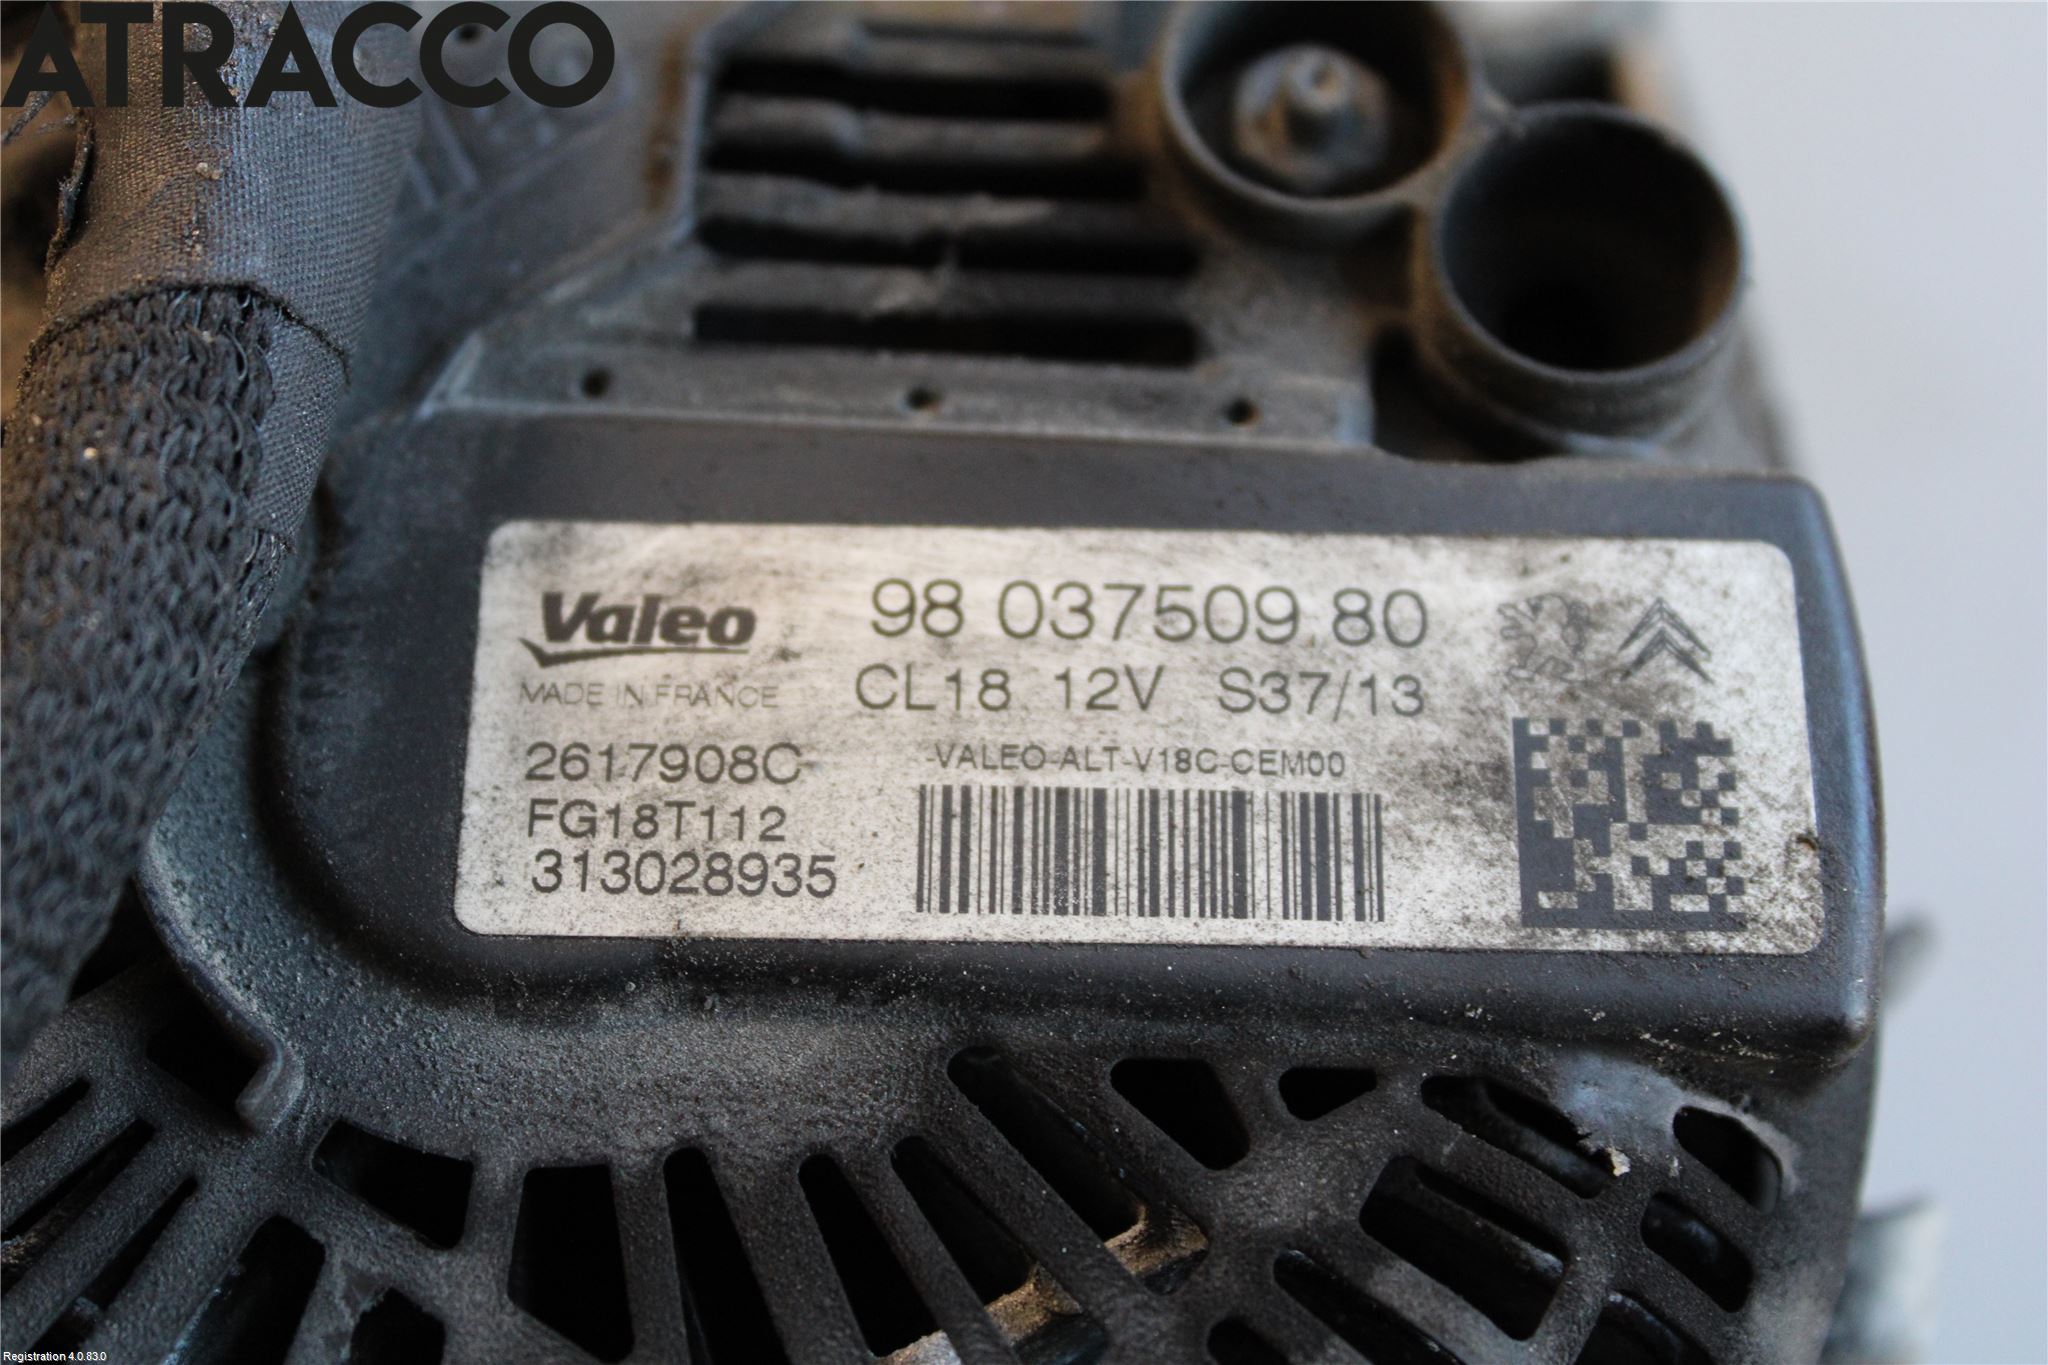 ATRACCO
Valeo 98 037509 80
MADE IN FRANCE CL18 12V S37/13
2617908C -VALEO-ALT-V18C-CEM00
FG18T112
313028935
Registration 4.0.83.0